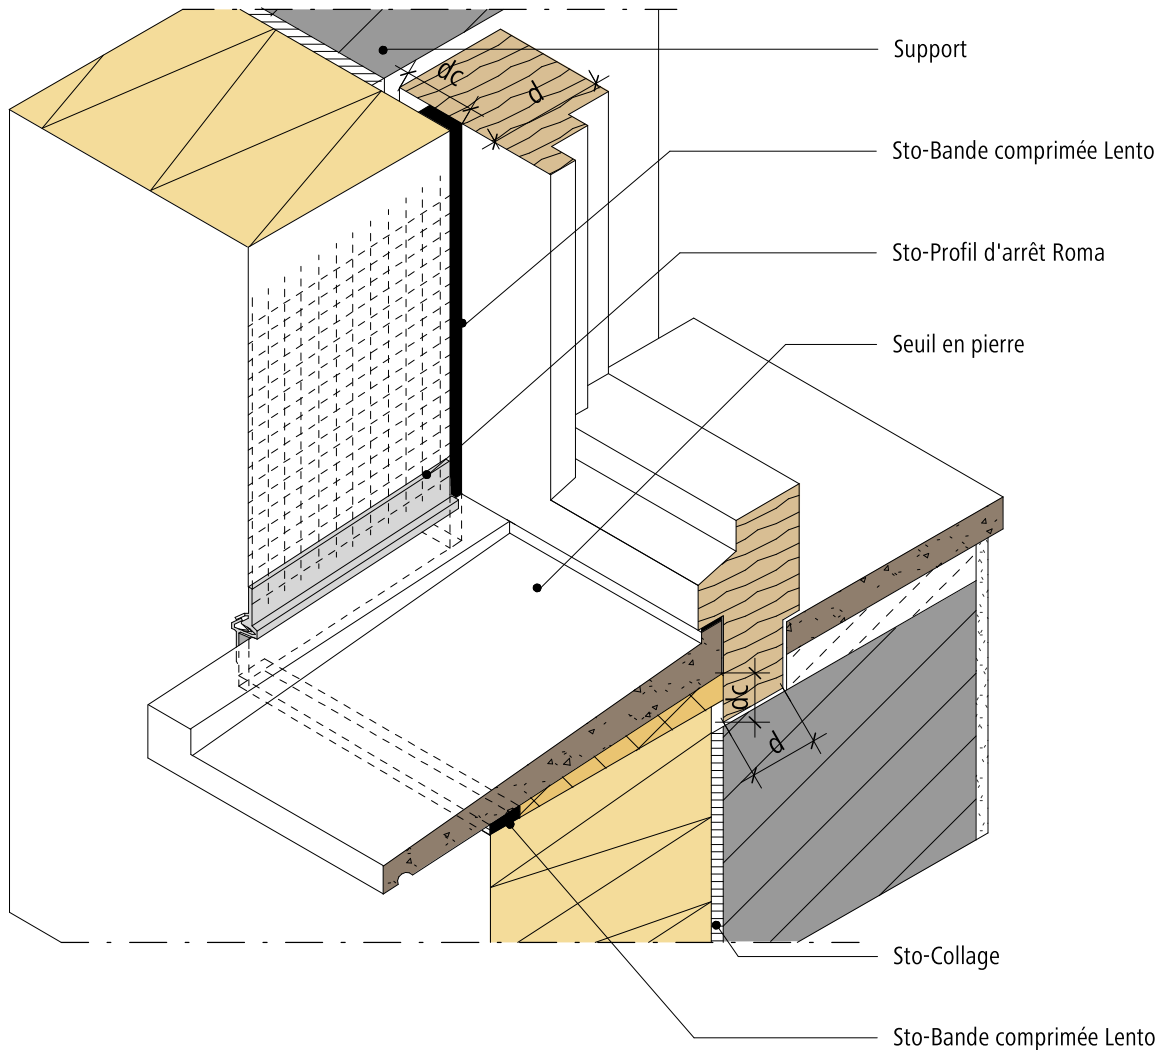 Support
dc
d
Sto-Bande comprimée Lento
Sto-Profil d'arrêt Roma
Seuil en pierre
dc
d
Sto-Collage
Sto-Bande comprimée Lento